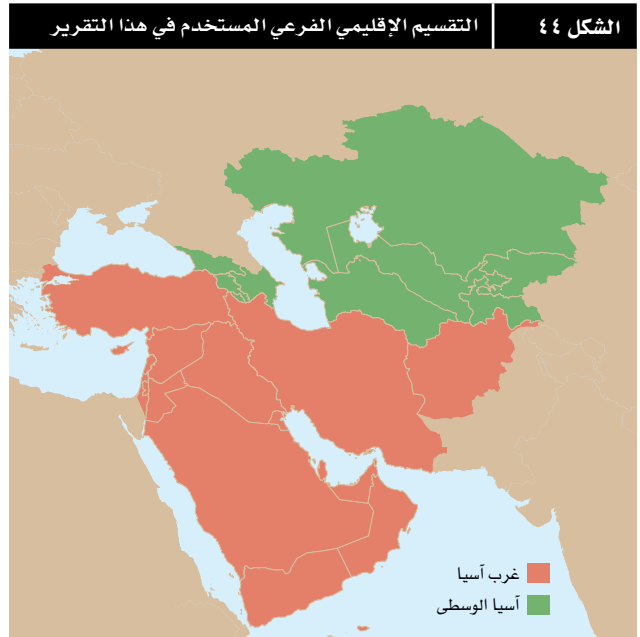 الشكل ٤٤ التقسيم الإقليمي الفرعي المستخدم في هذا التقرير
غرب آسيا
آسيا الوسطى